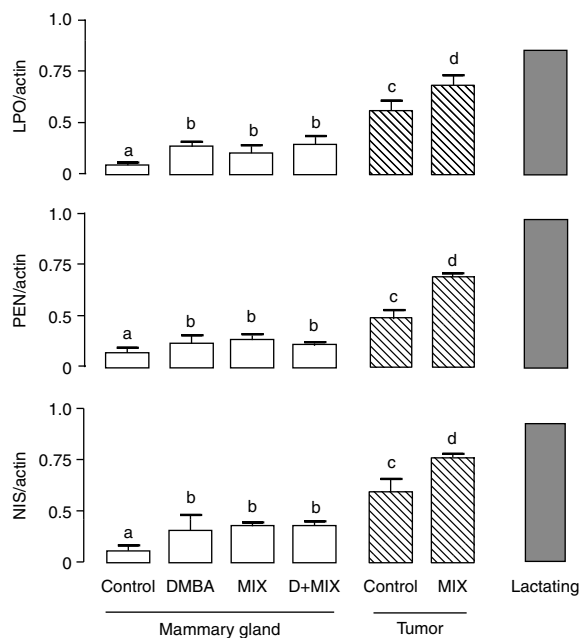 1.0
0.75
0.5
0
LPO/actin
a
b
b
b
c
d
1.0
0.75
0.5
0
PEN/actin
a
b
b
b
c
d
1.0
0.75
0.5
0
NIS/actin
a
b
b
b
c
d
Control DMBA MIX D+MIX Control MIX Lactating
Mammary gland Tumor